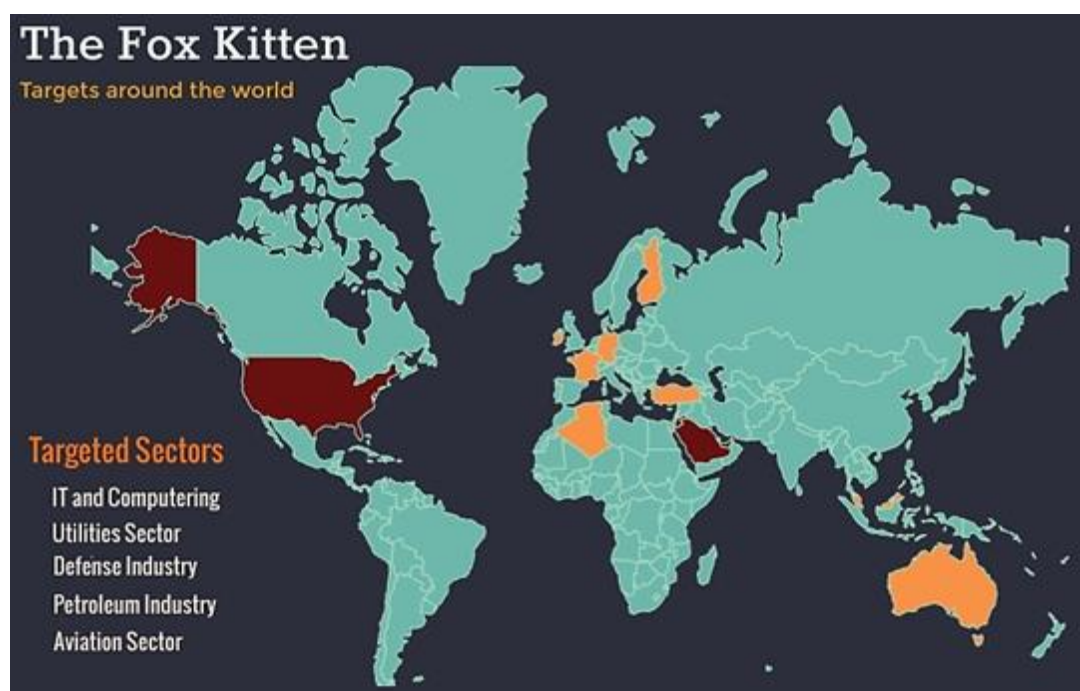 The Fox Kitten
Targets around the world
Targeted Sectors
IT and Computering
Utilities Sector
Defense Industry
Petroleum Industry
Aviation Sector